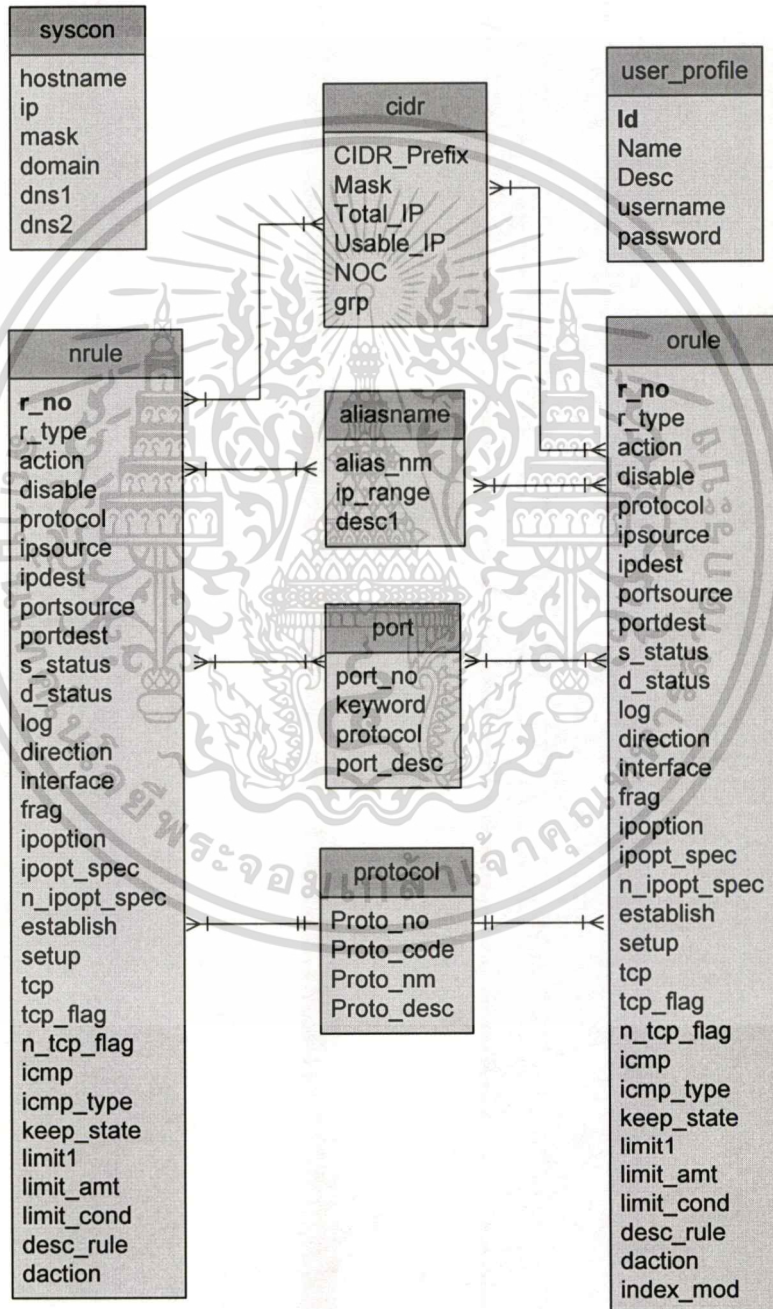 syscon
hostname
ip
mask
domain
dns1
dns2
cidr
CIDR_Prefix
Mask
Total_IP
Usable_IP
NOC
grp
user_profile
Id
Name
Desc
username
password
nrule
r_no
r_type
action
disable
protocol
ipsource
ipdest
portsource
portdest
s_status
d_status
log
direction
interface
frag
ipoption
ipopt_spec
n_ipopt_spec
establish
setup
tcp
tcp_flag
n_tcp_flag
icmp
icmp_type
keep_state
limit1
limit_amt
limit_cond
desc_rule
daction
aliasname
alias_nm
ip_range
desc1
port
port_no
keyword
protocol
port_desc
protocol
Proto_no
Proto_code
Proto_nm
Proto_desc
orule
r_no
r_type
action
disable
protocol
ipsource
ipdest
portsource
portdest
s_status
d_status
log
direction
interface
frag
ipoption
ipopt_spec
n_ipopt_spec
establish
setup
tcp
tcp_flag
n_tcp_flag
icmp
icmp_type
keep_state
limit1
limit_amt
limit_cond
desc_rule
daction
index_mod